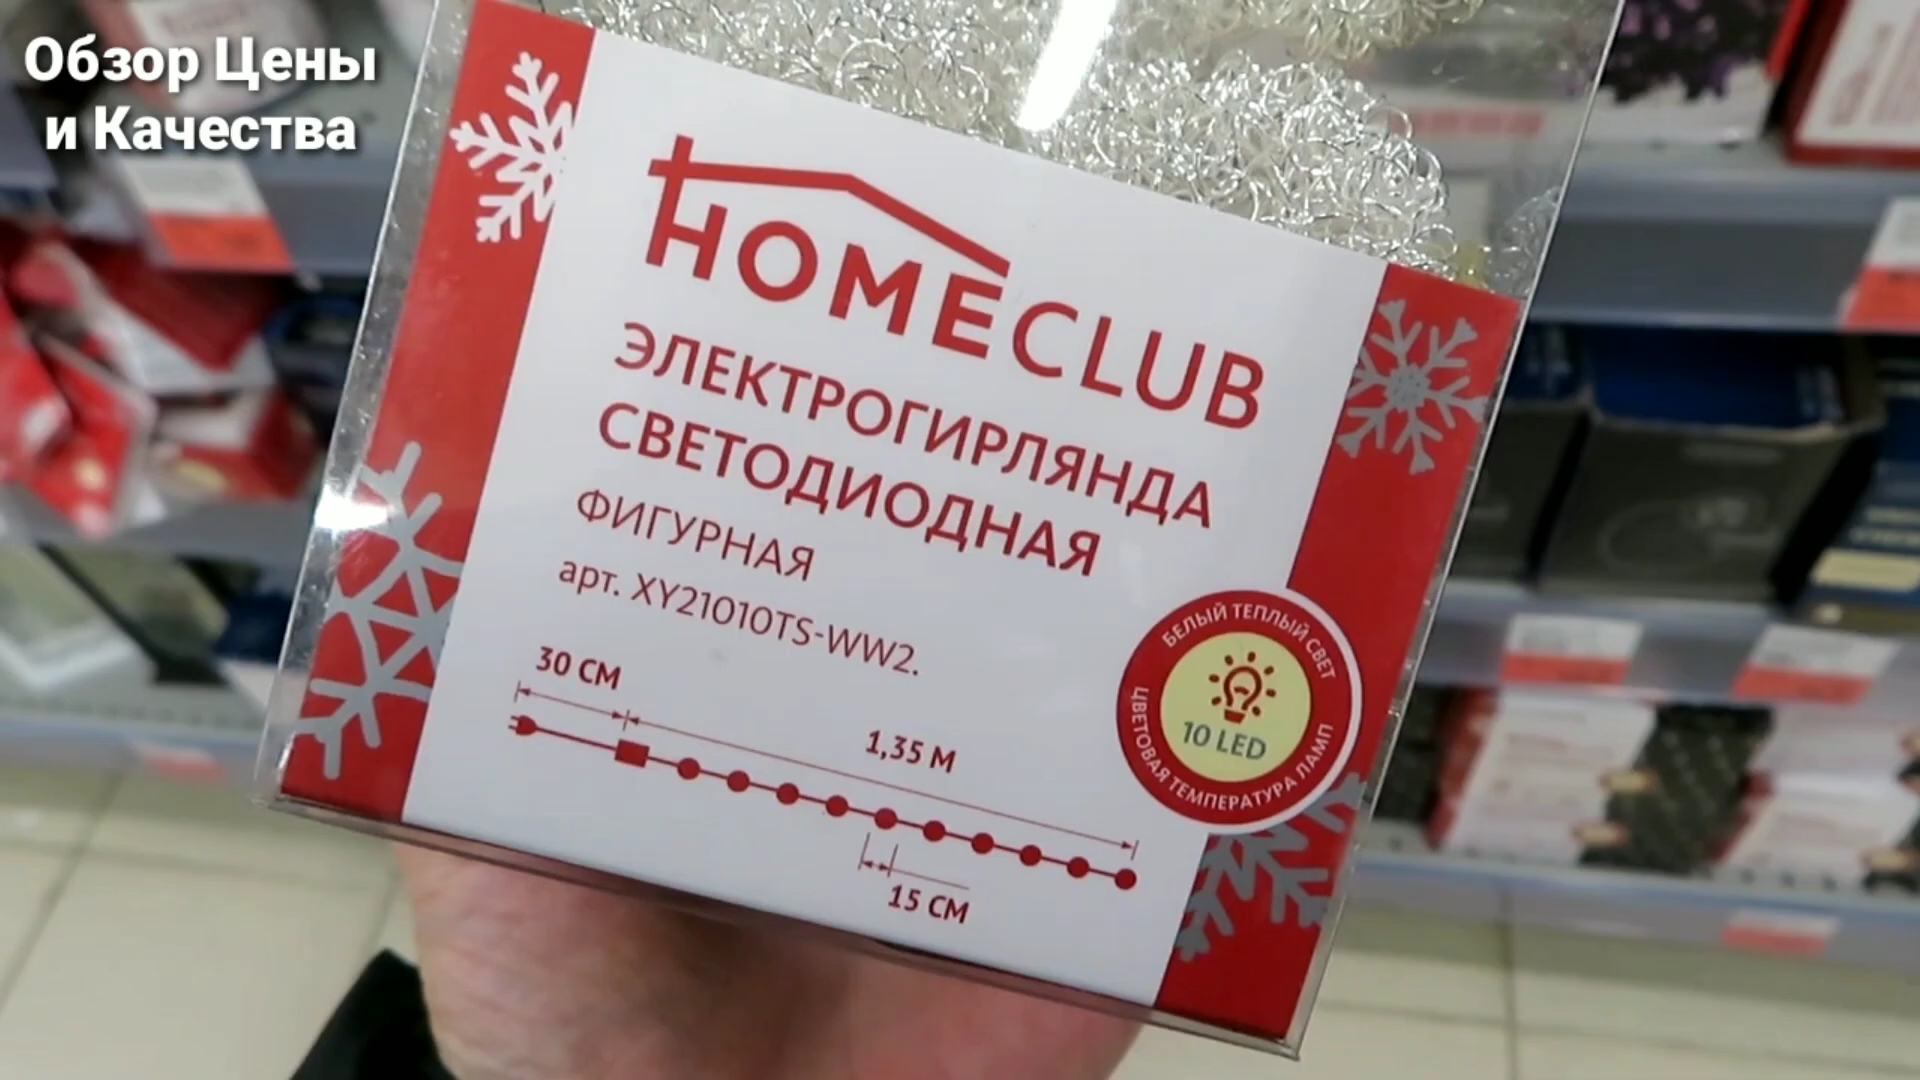 Обзор Цены
и Качества
HOMECLUB
ЭЛЕКТРОГИРЛЯНДА
СВЕТОДИОДНАЯ
ФИГУРНАЯ
арт. XY21010TS-WW2.
30 СМ
1,35 М
15 СМ
БЕЛЫЙ ТЕПЛЫЙ СВЕТ
10 LED
ЦВЕТОВАЯ ТЕМПЕРАТУРА ЛАМП